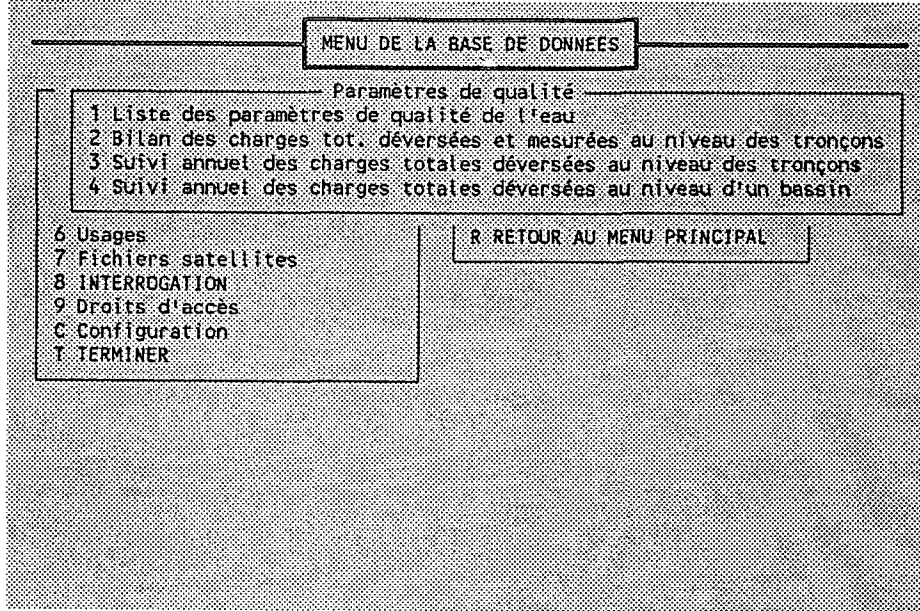 MENU DE LA BASE DE DONNEES
Paramètres de qualité
1 Liste des paramètres de qualité de l'eau
2 Bilan des charges tot. déversées et mesurées au niveau des tronçons
3 Suivi annuel des charges totales déversées au niveau des tronçons
4 Suivi annuel des charges totales déversées au niveau d'un bassin
6 Usages
7 Fichiers satellites
8 INTERROGATION
9 Droits d'accès
C Configuration
T TERMINER
R RETOUR AU MENU PRINCIPAL